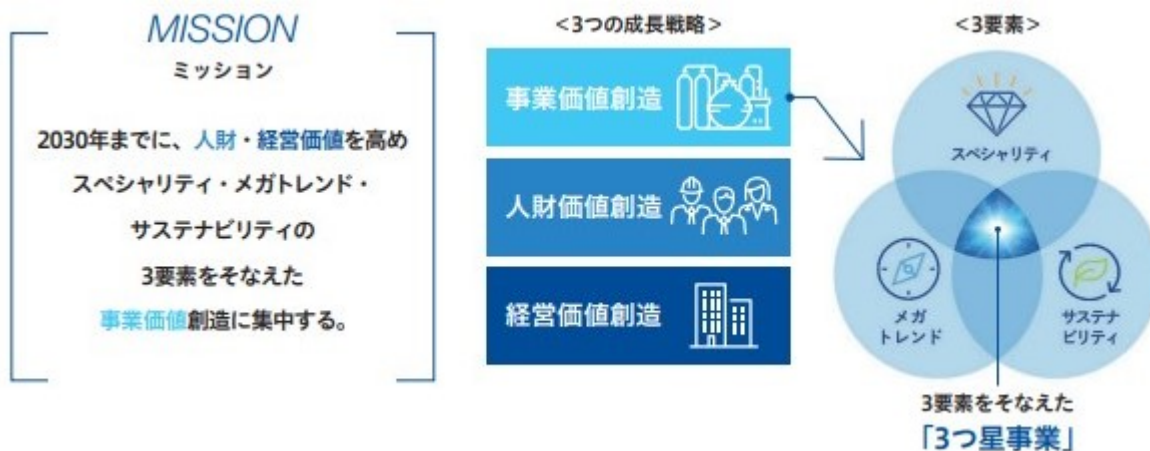 MISSION
ミッション
2030年までに、人財・経営価値を高め
スペシャリティ・メガトレンド・
サステナビリティの
3要素をそなえた
事業価値創造に集中する。
<3つの成長戦略>
事業価値創造
人財価値創造
経営価値創造
<3要素>
スペシャリティ
メガ
トレンド
サステナ
ビリティ
3要素をそなえた
「3つ星事業」